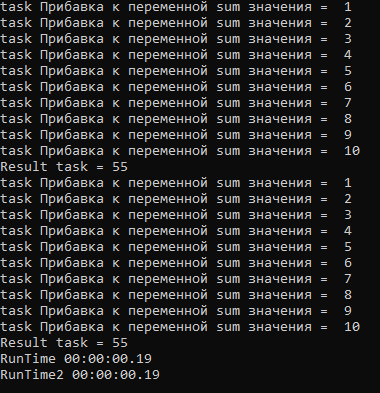 task Прибавка к переменной sum значения =  1
task Прибавка к переменной sum значения =  2
task Прибавка к переменной sum значения =  3
task Прибавка к переменной sum значения =  4
task Прибавка к переменной sum значения =  5
task Прибавка к переменной sum значения =  6
task Прибавка к переменной sum значения =  7
task Прибавка к переменной sum значения =  8
task Прибавка к переменной sum значения =  9
task Прибавка к переменной sum значения =  10
Result task = 55
task Прибавка к переменной sum значения =  1
task Прибавка к переменной sum значения =  2
task Прибавка к переменной sum значения =  3
task Прибавка к переменной sum значения =  4
task Прибавка к переменной sum значения =  5
task Прибавка к переменной sum значения =  6
task Прибавка к переменной sum значения =  7
task Прибавка к переменной sum значения =  8
task Прибавка к переменной sum значения =  9
task Прибавка к переменной sum значения =  10
Result task = 55
RunTime 00:00:00.19
RunTime2 00:00:00.19